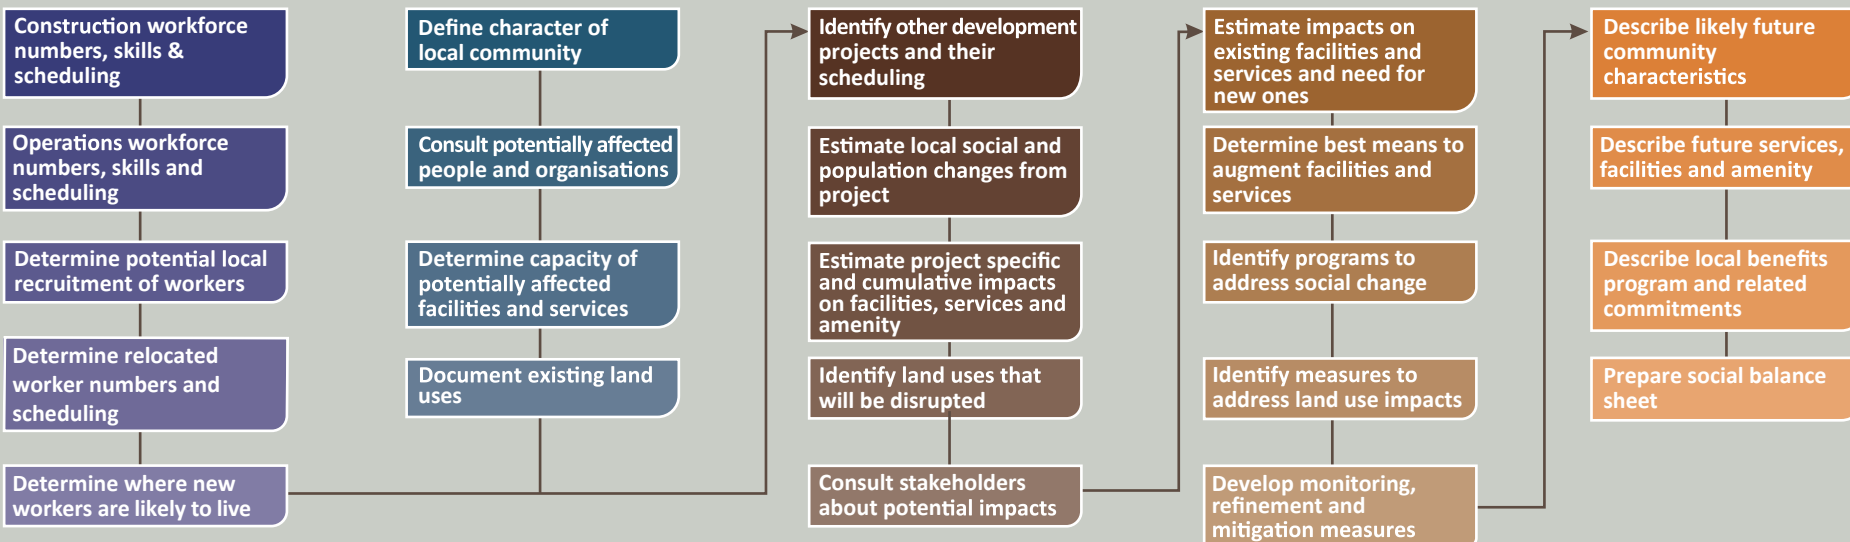 Construction workforce
numbers, skills &
scheduling
Operations workforce
numbers, skills and
scheduling
Determine potential local
recruitment of workers
Determine relocated
worker numbers and
scheduling
Determine where new
workers are likely to live
Define character of
local community
Consult potentially affected
people and organisations
Determine capacity of
potentially affected
facilities and services
Document existing land
uses
Identify other development
projects and their
scheduling
Estimate local social and
population changes from
project
Estimate project specific
and cumulative impacts
on facilities, services and
amenity
Identify land uses that
will be disrupted
Consult stakeholders
about potential impacts
Estimate impacts on
existing facilities and
services and need for
new ones
Determine best means to
augment facilities and
services
Identify programs to
address social change
Identify measures to
address land use impacts
Develop monitoring,
refinement and
mitigation measures
Describe likely future
community
characteristics
Describe future services,
facilities and amenity
Describe local benefits
program and related
commitments
Prepare social balance
sheet